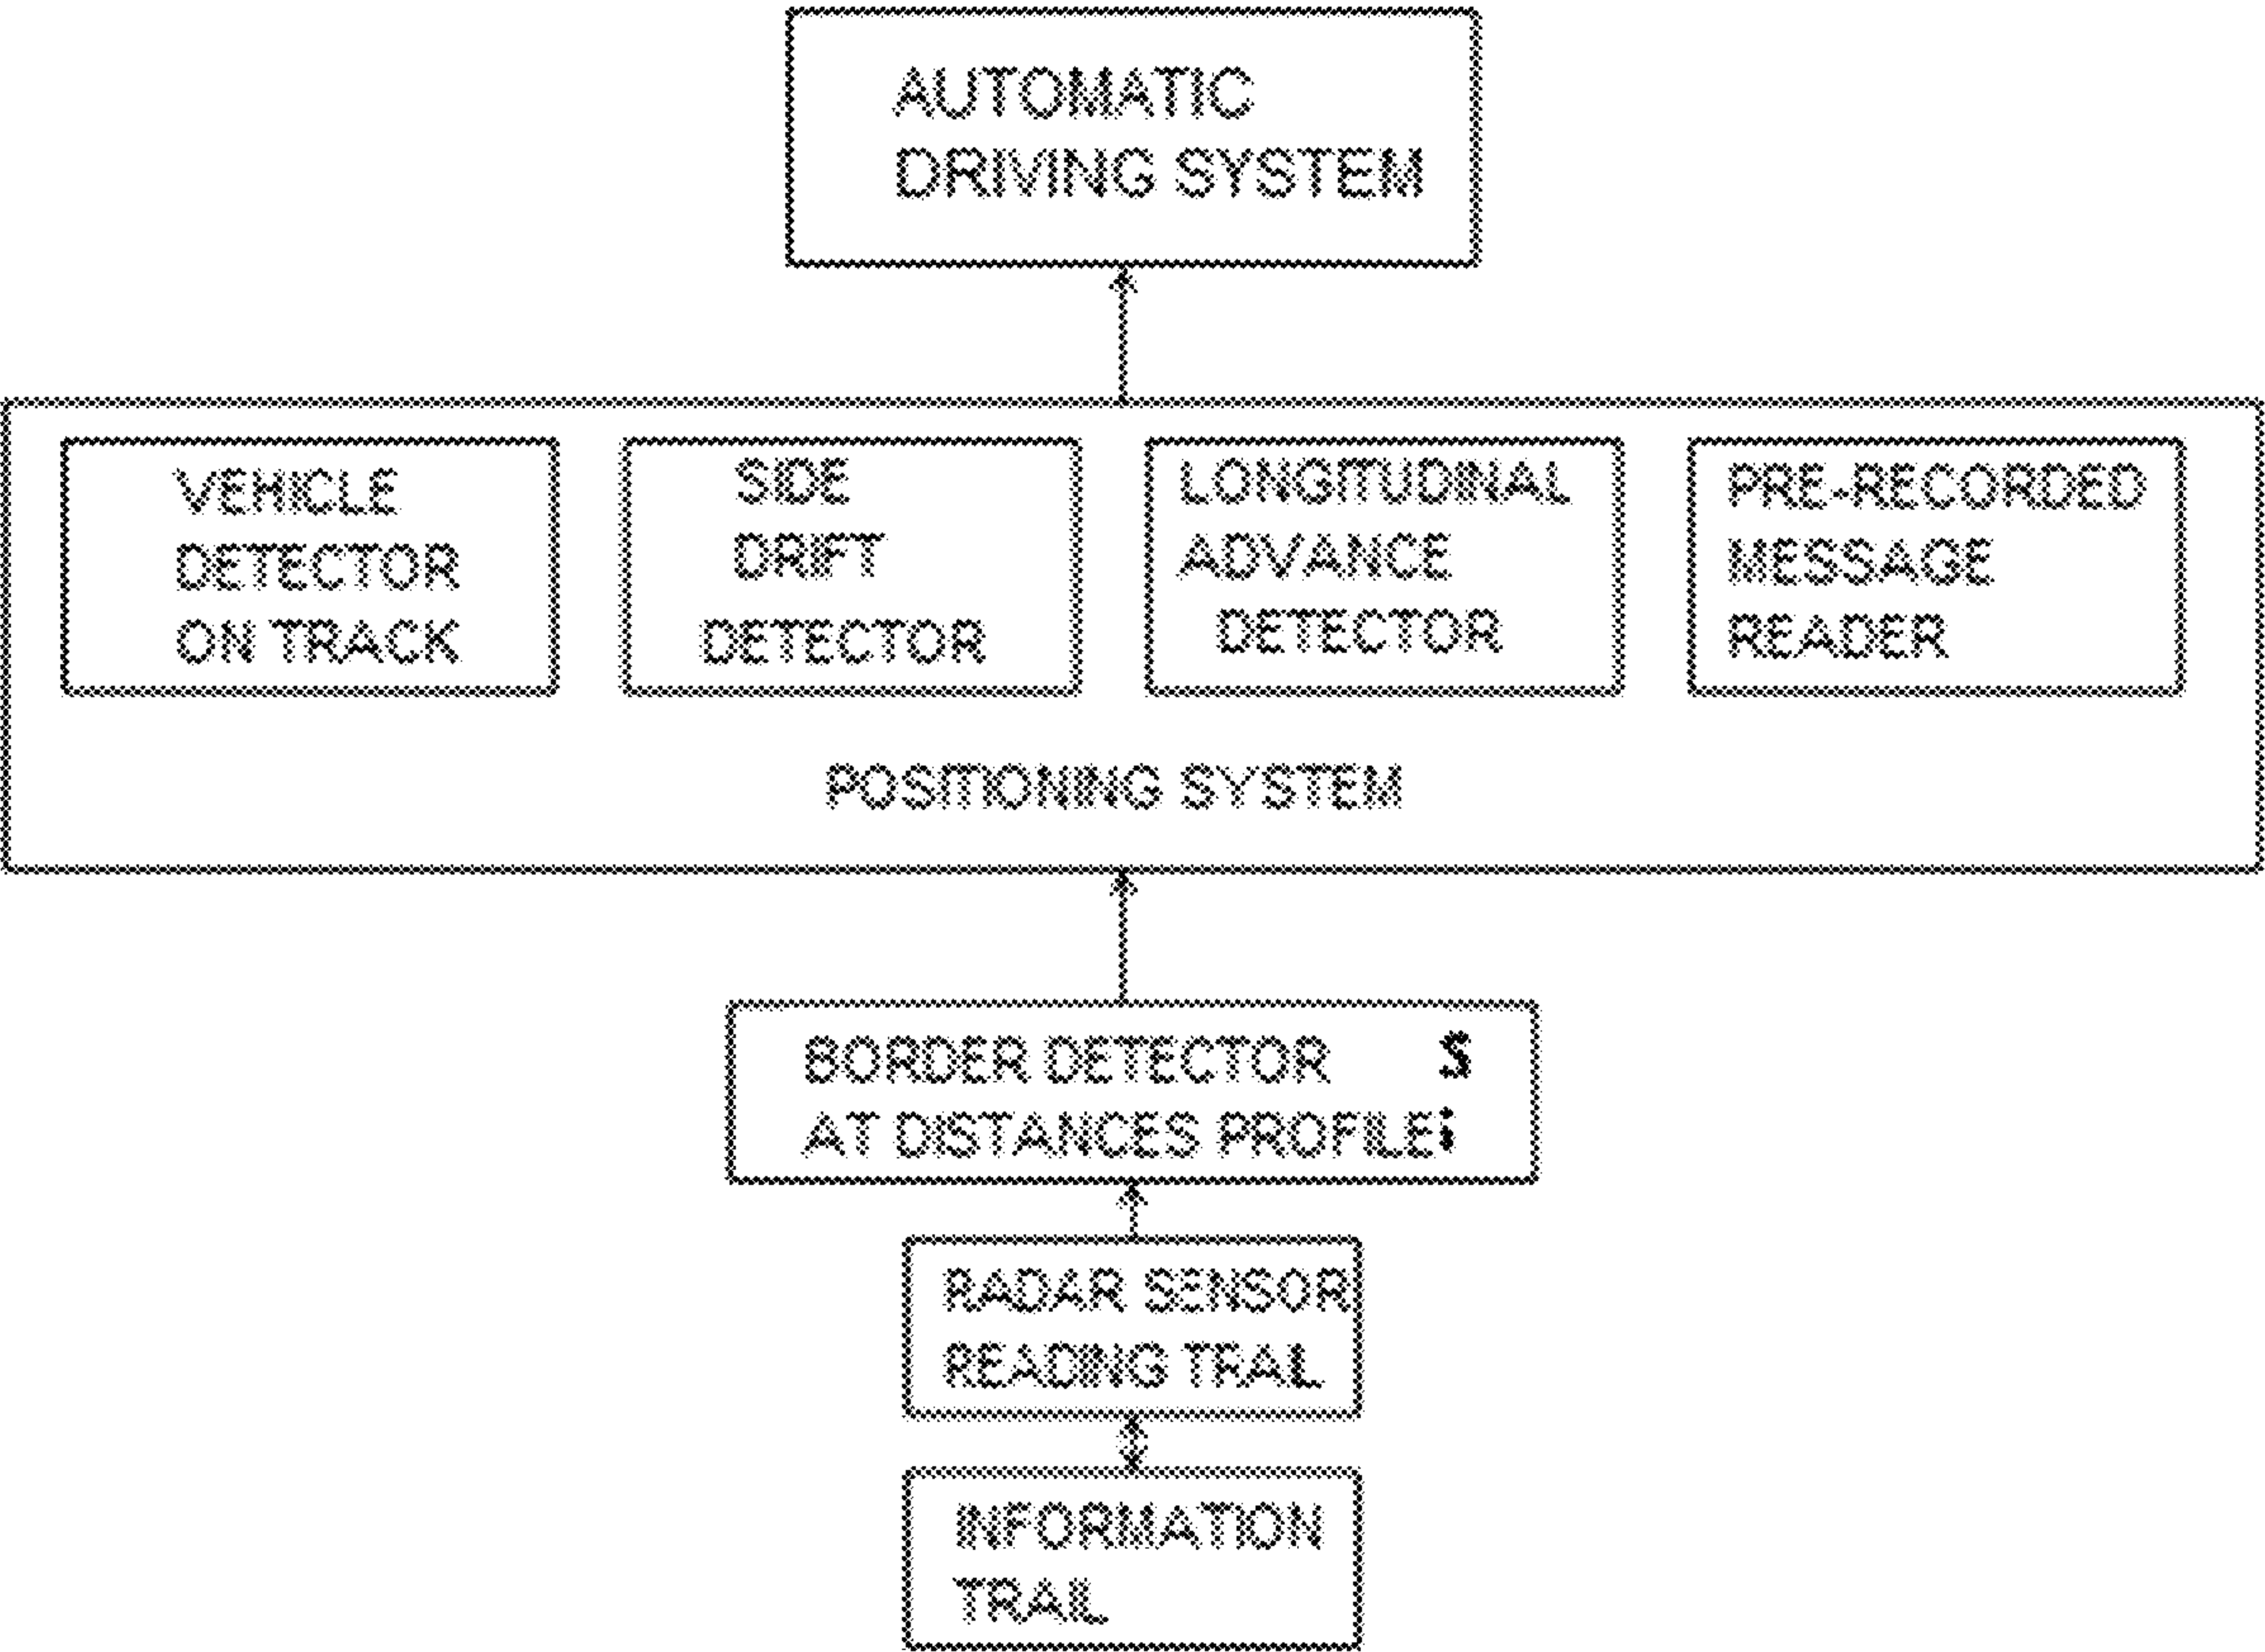 AUTOMATIC
DRIVING SYSTEM
VEHICLE
DETECTOR
ON TRACK
SIDE
DRIFT
DETECTOR
LONGITUDINAL
ADVANCE
DETECTOR
PRE-RECORDED
MESSAGE
READER
POSITIONING SYSTEM
BORDER DETECTOR S
AT DISTANCES PROFILEi
RADAR SENSOR
READING TRAIL
INFORMATION
TRAIL